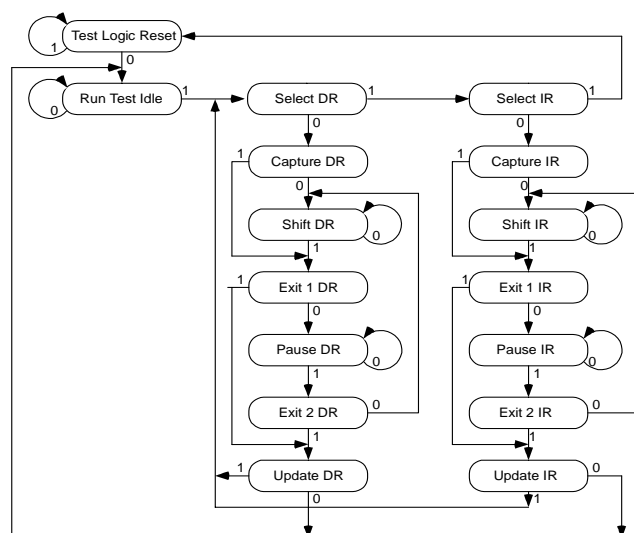 Test Logic Reset
1
0
Run Test Idle
1
0
Select DR
1
Select IR
1
0
0
1
Capture DR
1
Capture IR
0
0
Shift DR
0
Shift IR
0
1
1
1
Exit 1 DR
1
Exit 1 IR
0
0
Pause DR
0
Pause IR
0
1
1
Exit 2 DR
0
Exit 2 IR
0
1
1
1
Update DR
Update IR
0
0
1